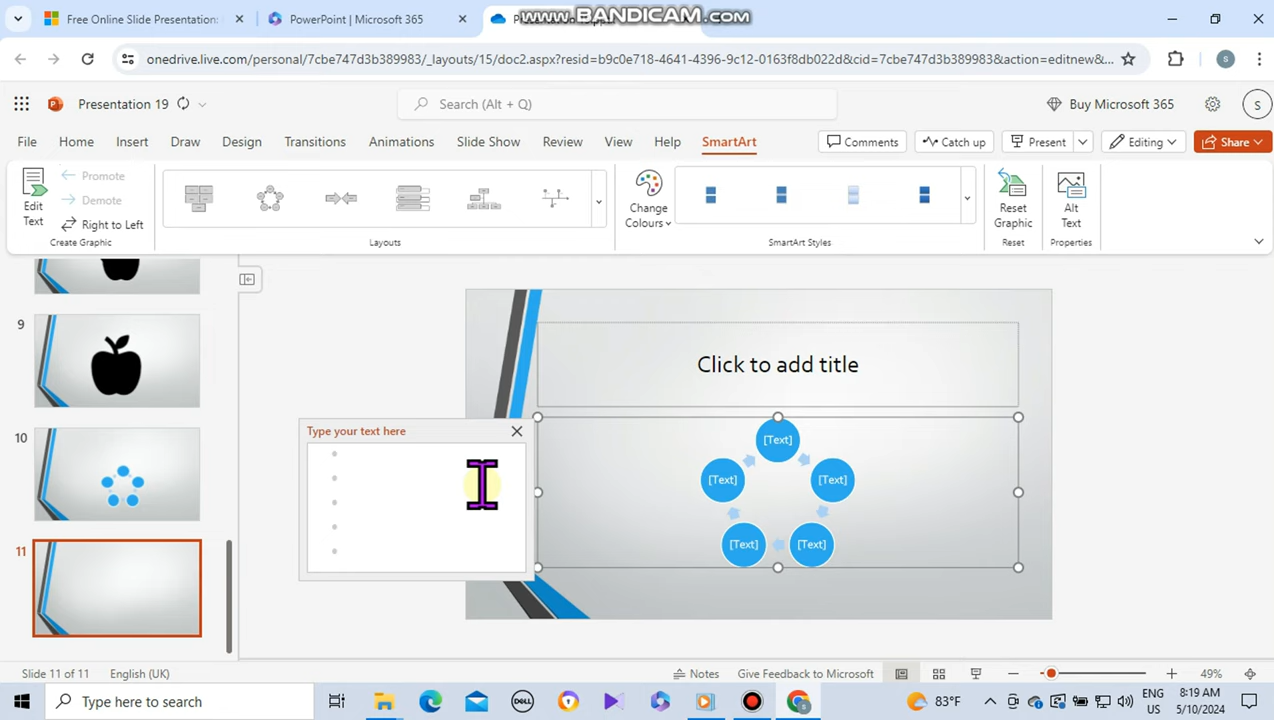 Free Online Slide Presentation:
PowerPoint | Microsoft 365
www.BANDICAM.com
onedrive.live.com/personal/7cbe747d3b389983/_layouts/15/doc2.aspx?resid=b9c0e718-4641-4396-9c12-0163f8db022d&cid=7cbe747d3b389983&action=editnew&...
S
Presentation 19
Search (Alt + Q)
Buy Microsoft 365
S
File
Home
Insert
Draw
Design
Transitions
Animations
Slide Show
Review
View
Help
SmartArt
Comments
Catch up
Present
Editing
Share
Edit
Text
Promote
Demote
Right to Left
Create Graphic
Layouts
Change
Colours
SmartArt Styles
Reset
Graphic
Reset
Alt
Text
Properties
9
10
11
Click to add title
Type your text here
[Text]
[Text]
[Text]
[Text]
[Text]
Slide 11 of 11
English (UK)
Notes
Give Feedback to Microsoft
49%
Type here to search
DELL
83°F
ENG
US
8:19 AM
5/10/2024